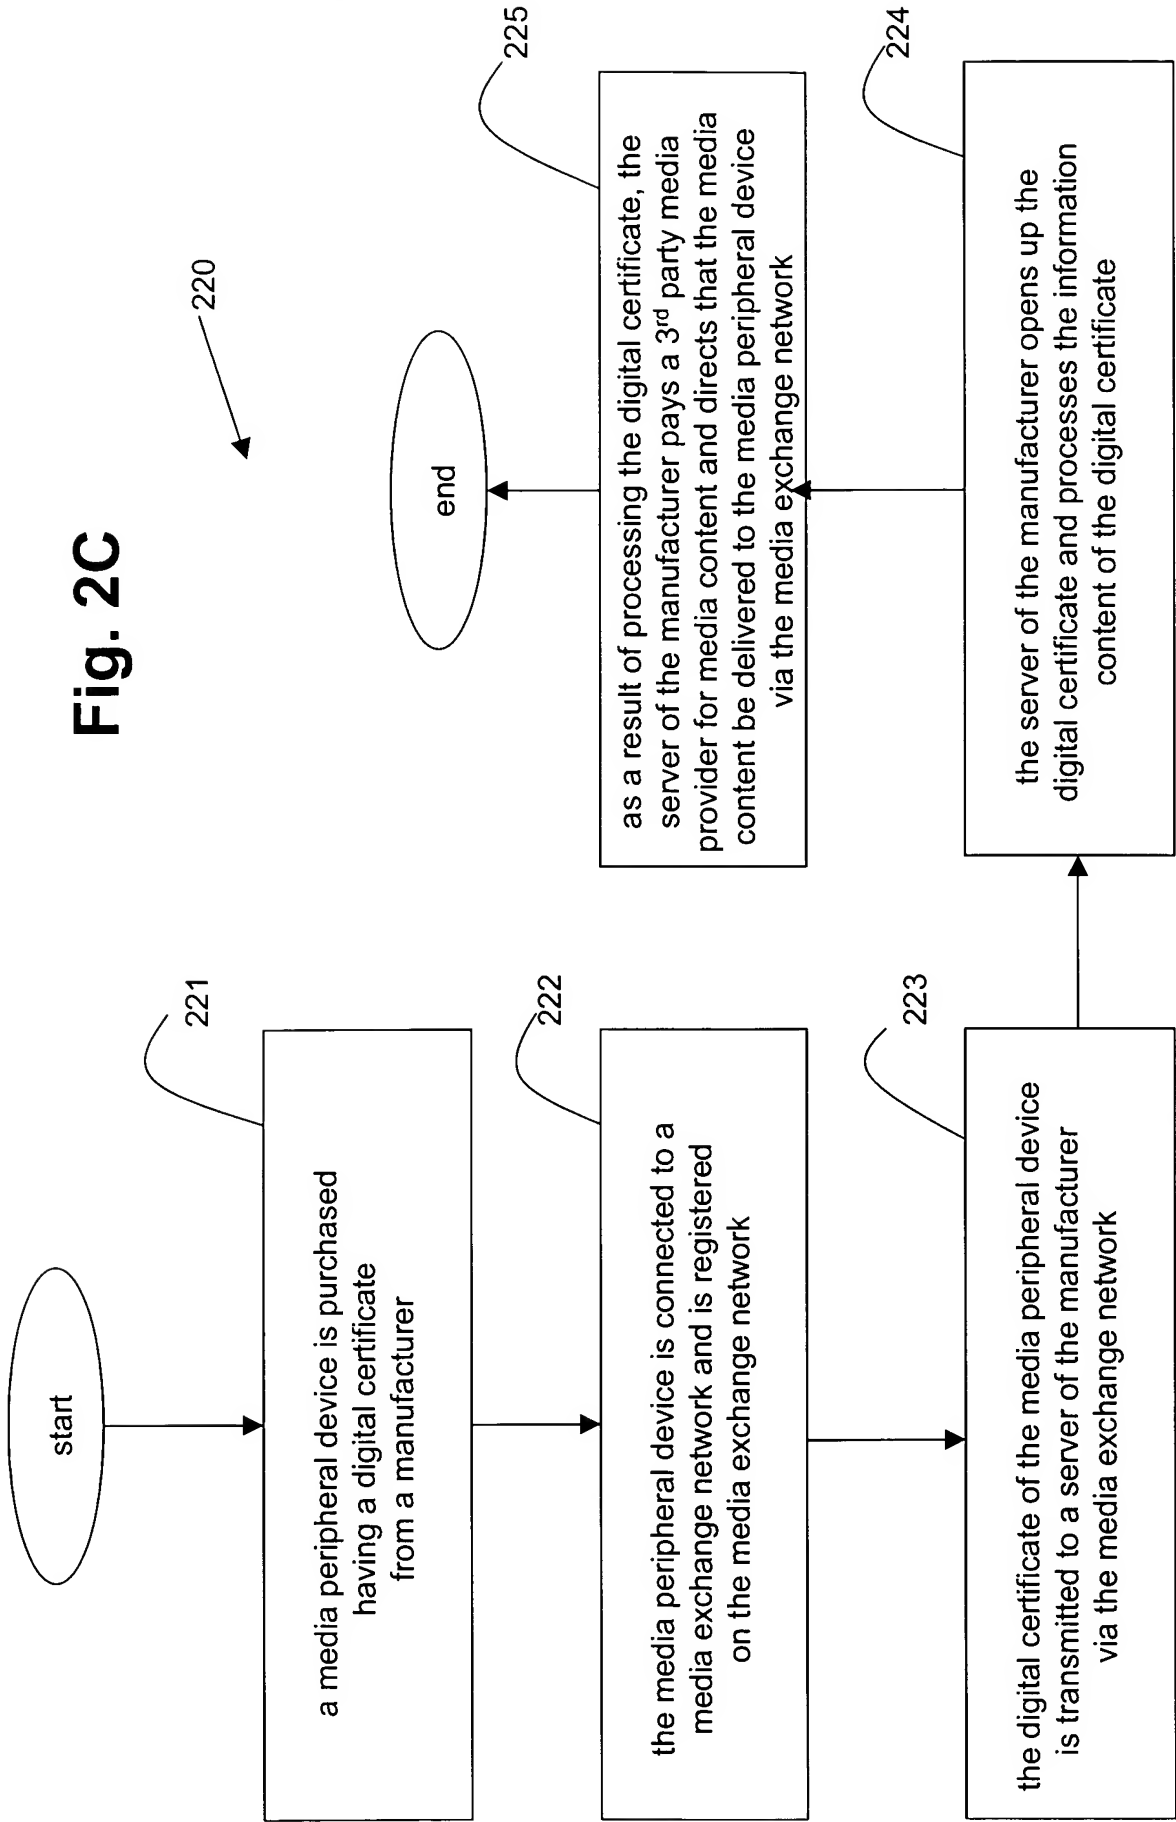 Fig. 2C
220
start
221
a media peripheral device is purchased
having a digital certificate
from a manufacturer
222
the media peripheral device is connected to a
media exchange network and is registered
on the media exchange network
223
the digital certificate of the media peripheral device
is transmitted to a server of the manufacturer
via the media exchange network
224
the server of the manufacturer opens up the
digital certificate and processes the information
content of the digital certificate
225
as a result of processing the digital certificate, the
server of the manufacturer pays a 3rd party media
provider for media content and directs that the media
content be delivered to the media peripheral device
via the media exchange network
end